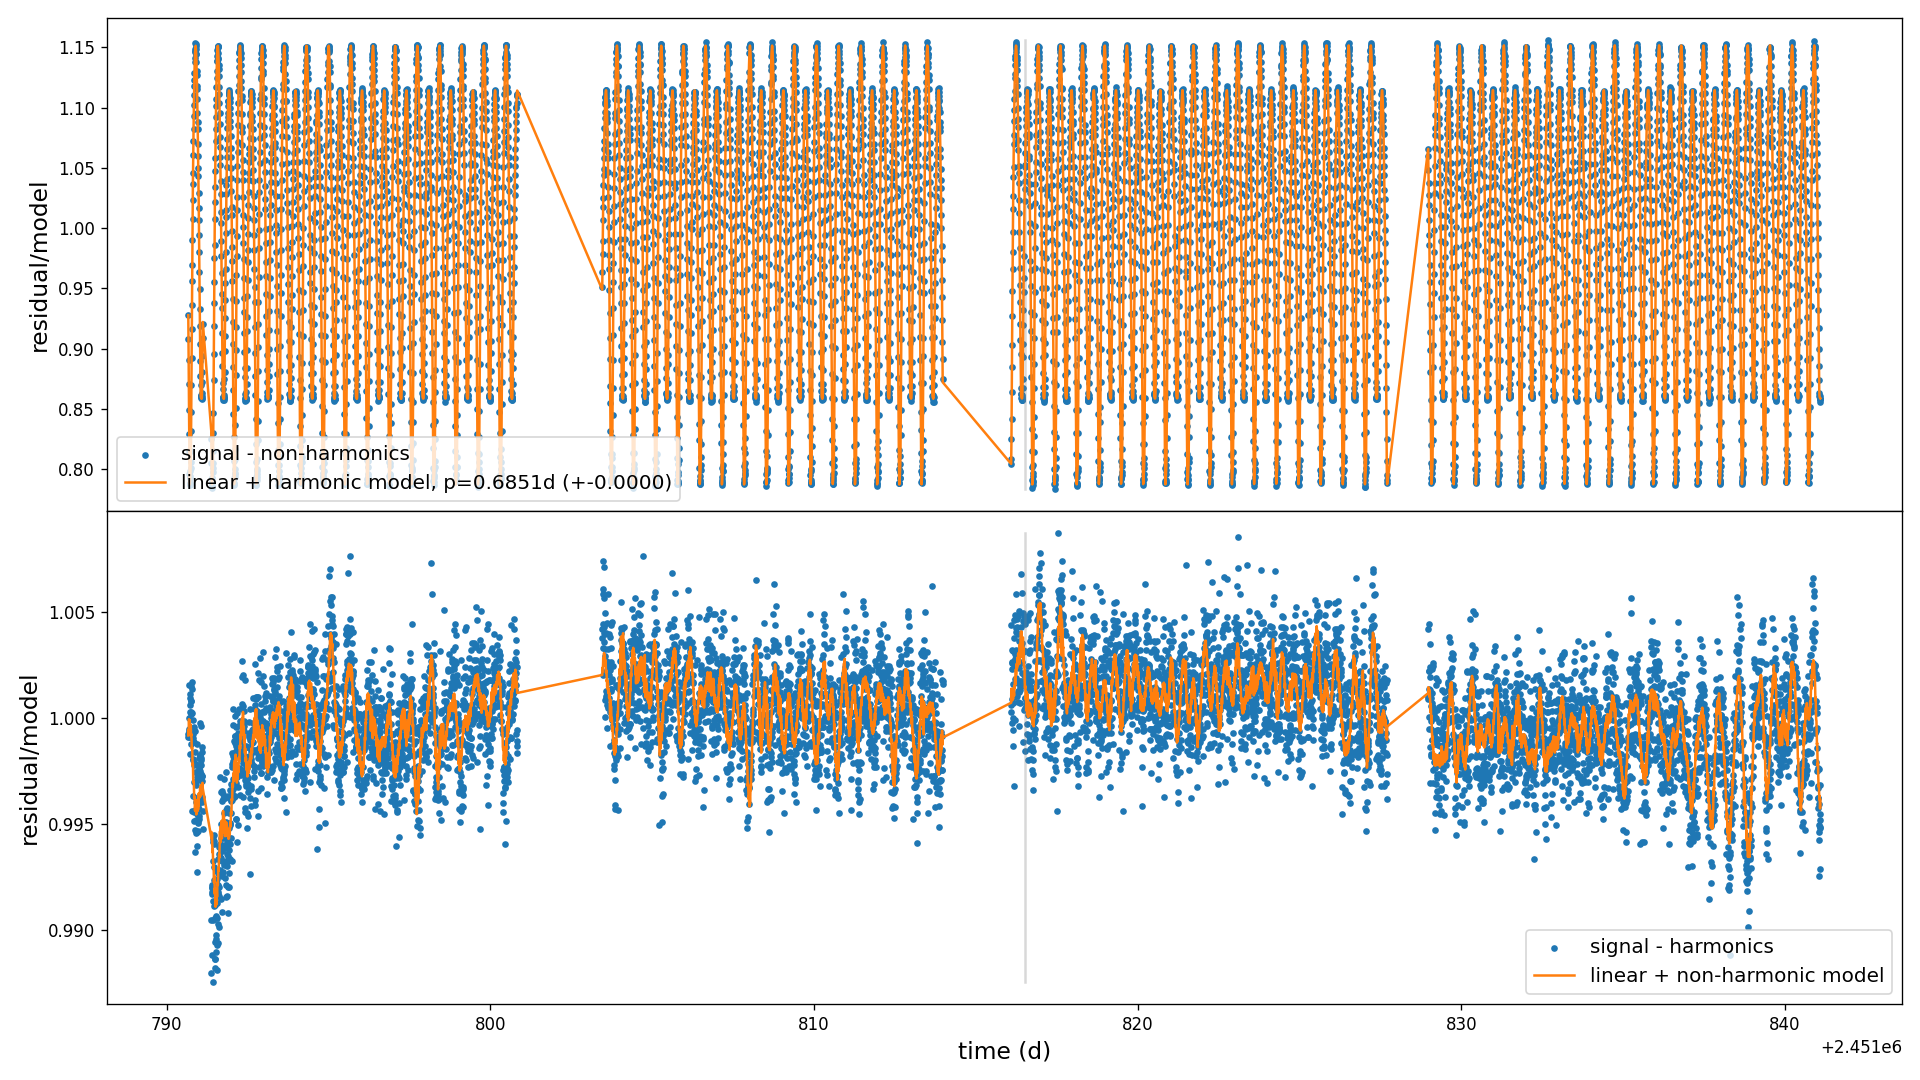 residual/model
1.15
1.10
1.05
1.00
0.95
0.90
0.85
0.80
signal - non-harmonics
linear + harmonic model, p=0.6851d (+-0.0000)
residual/model
1.005
1.000
0.995
0.990
signal - harmonics
linear + non-harmonic model
790
800
810
820
830
840
time (d)
+2.451e6